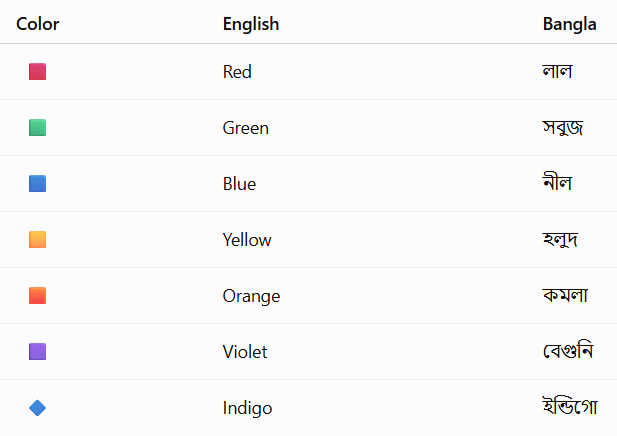 Color English Bangla
Red লাল
Green সবুজ
Blue নীল
Yellow হলুদ
Orange কমলা
Violet বেগুনি
Indigo ইন্ডিগো